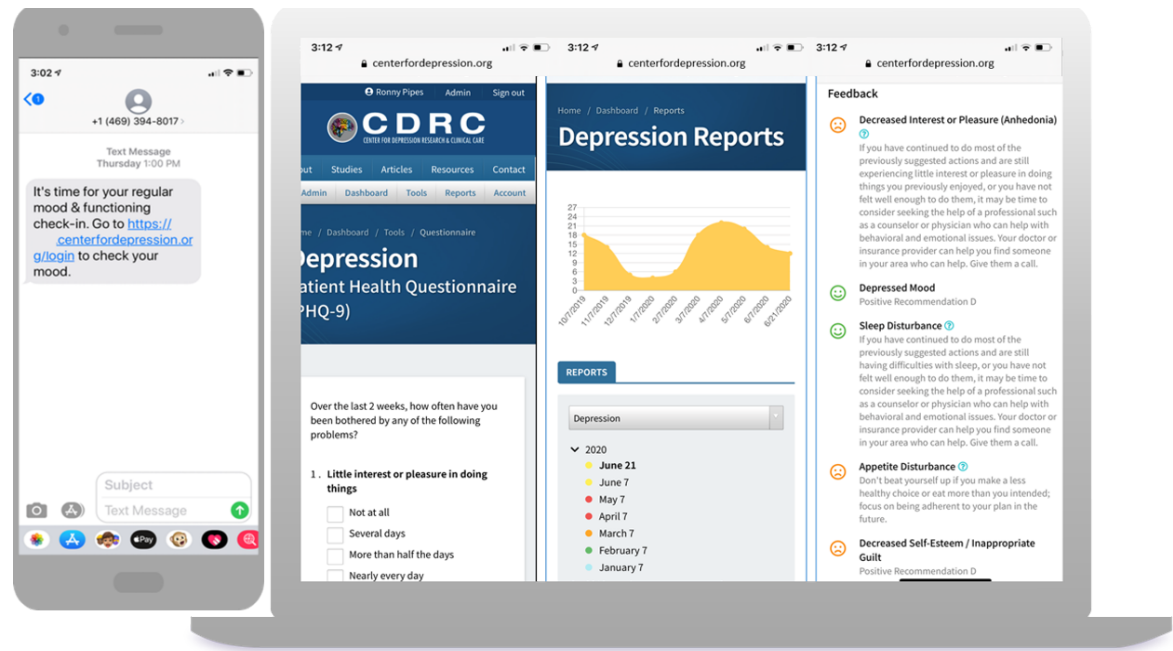 3:02
1
+1 (469) 394-8017 >
Text Message
Thursday 1:00 PM
It's time for your regular
mood & functioning
check-in. Go to https://
.centerfordepression.or
g/login to check your
mood.
Subject
Text Message
Pay
3:12
centerfordepression.org
Ronny Pipes Admin Sign out
CDRC
CENTER FOR DEPRESSION RESEARCH & CLINICAL CARE
out Studies Articles Resources Contact
Admin Dashboard Tools Reports Account
me / Dashboard / Tools / Questionnaire
Depression
atient Health Questionnaire
PHQ-9)
Over the last 2 weeks, how often have you
been bothered by any of the following
problems?
1. Little interest or pleasure in doing
things
Not at all
Several days
More than half the days
Nearly every day
3:12
centerfordepression.org
Home / Dashboard / Reports
Depression Reports
27
24
21
18
15
12
9
6
3
0
10/7/2019 11/7/2019 12/7/2019 1/7/2020 2/7/2020 3/7/2020 4/7/2020 5/7/2020 6/7/2020 6/21/2020
REPORTS
Depression
2020
June 21
June 7
May 7
April 7
March 7
February 7
January 7
3:12
centerfordepression.org
Feedback
Decreased Interest or Pleasure (Anhedonia)
?
If you have continued to do most of the
previously suggested actions and are still
experiencing little interest or pleasure in doing
things you previously enjoyed, or you have not
felt well enough to do them, it may be time to
consider seeking the help of a professional such
as a counselor or physician who can help with
behavioral and emotional issues. Your doctor or
insurance provider can help you find someone
in your area who can help. Give them a call.
Depressed Mood
Positive Recommendation D
Sleep Disturbance ?
If you have continued to do most of the
previously suggested actions and are still
having difficulties with sleep, or you have not
felt well enough to do them, it may be time to
consider seeking the help of a professional such
as a counselor or physician who can help with
behavioral and emotional issues. Your doctor or
insurance provider can help you find someone
in your area who can help. Give them a call.
Appetite Disturbance ?
Don't beat yourself up if you make a less
healthy choice or eat more than you intended;
focus on being adherent to your plan in the
future.
Decreased Self-Esteem / Inappropriate
Guilt
Positive Recommendation D